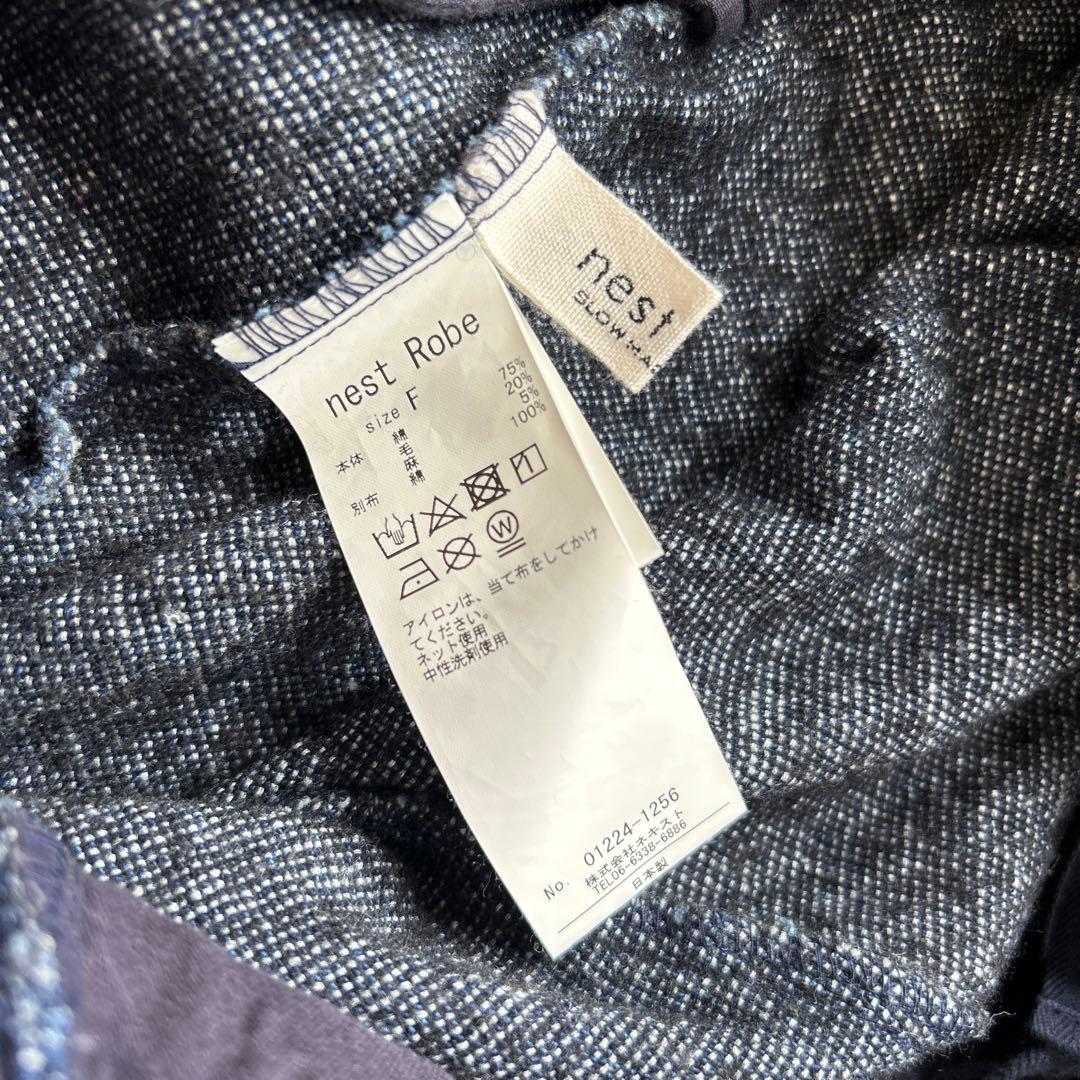 nest
SLOW MA
nest Robe
size F
本体 綿 75%
毛 20%
麻 5%
別布 綿 100%
W
アイロンは、当て布をしてかけ
てください。
ネット使用
中性洗剤使用
No. 01224-1256
株式会社ネキスト
TEL06-6338-6886
日本製